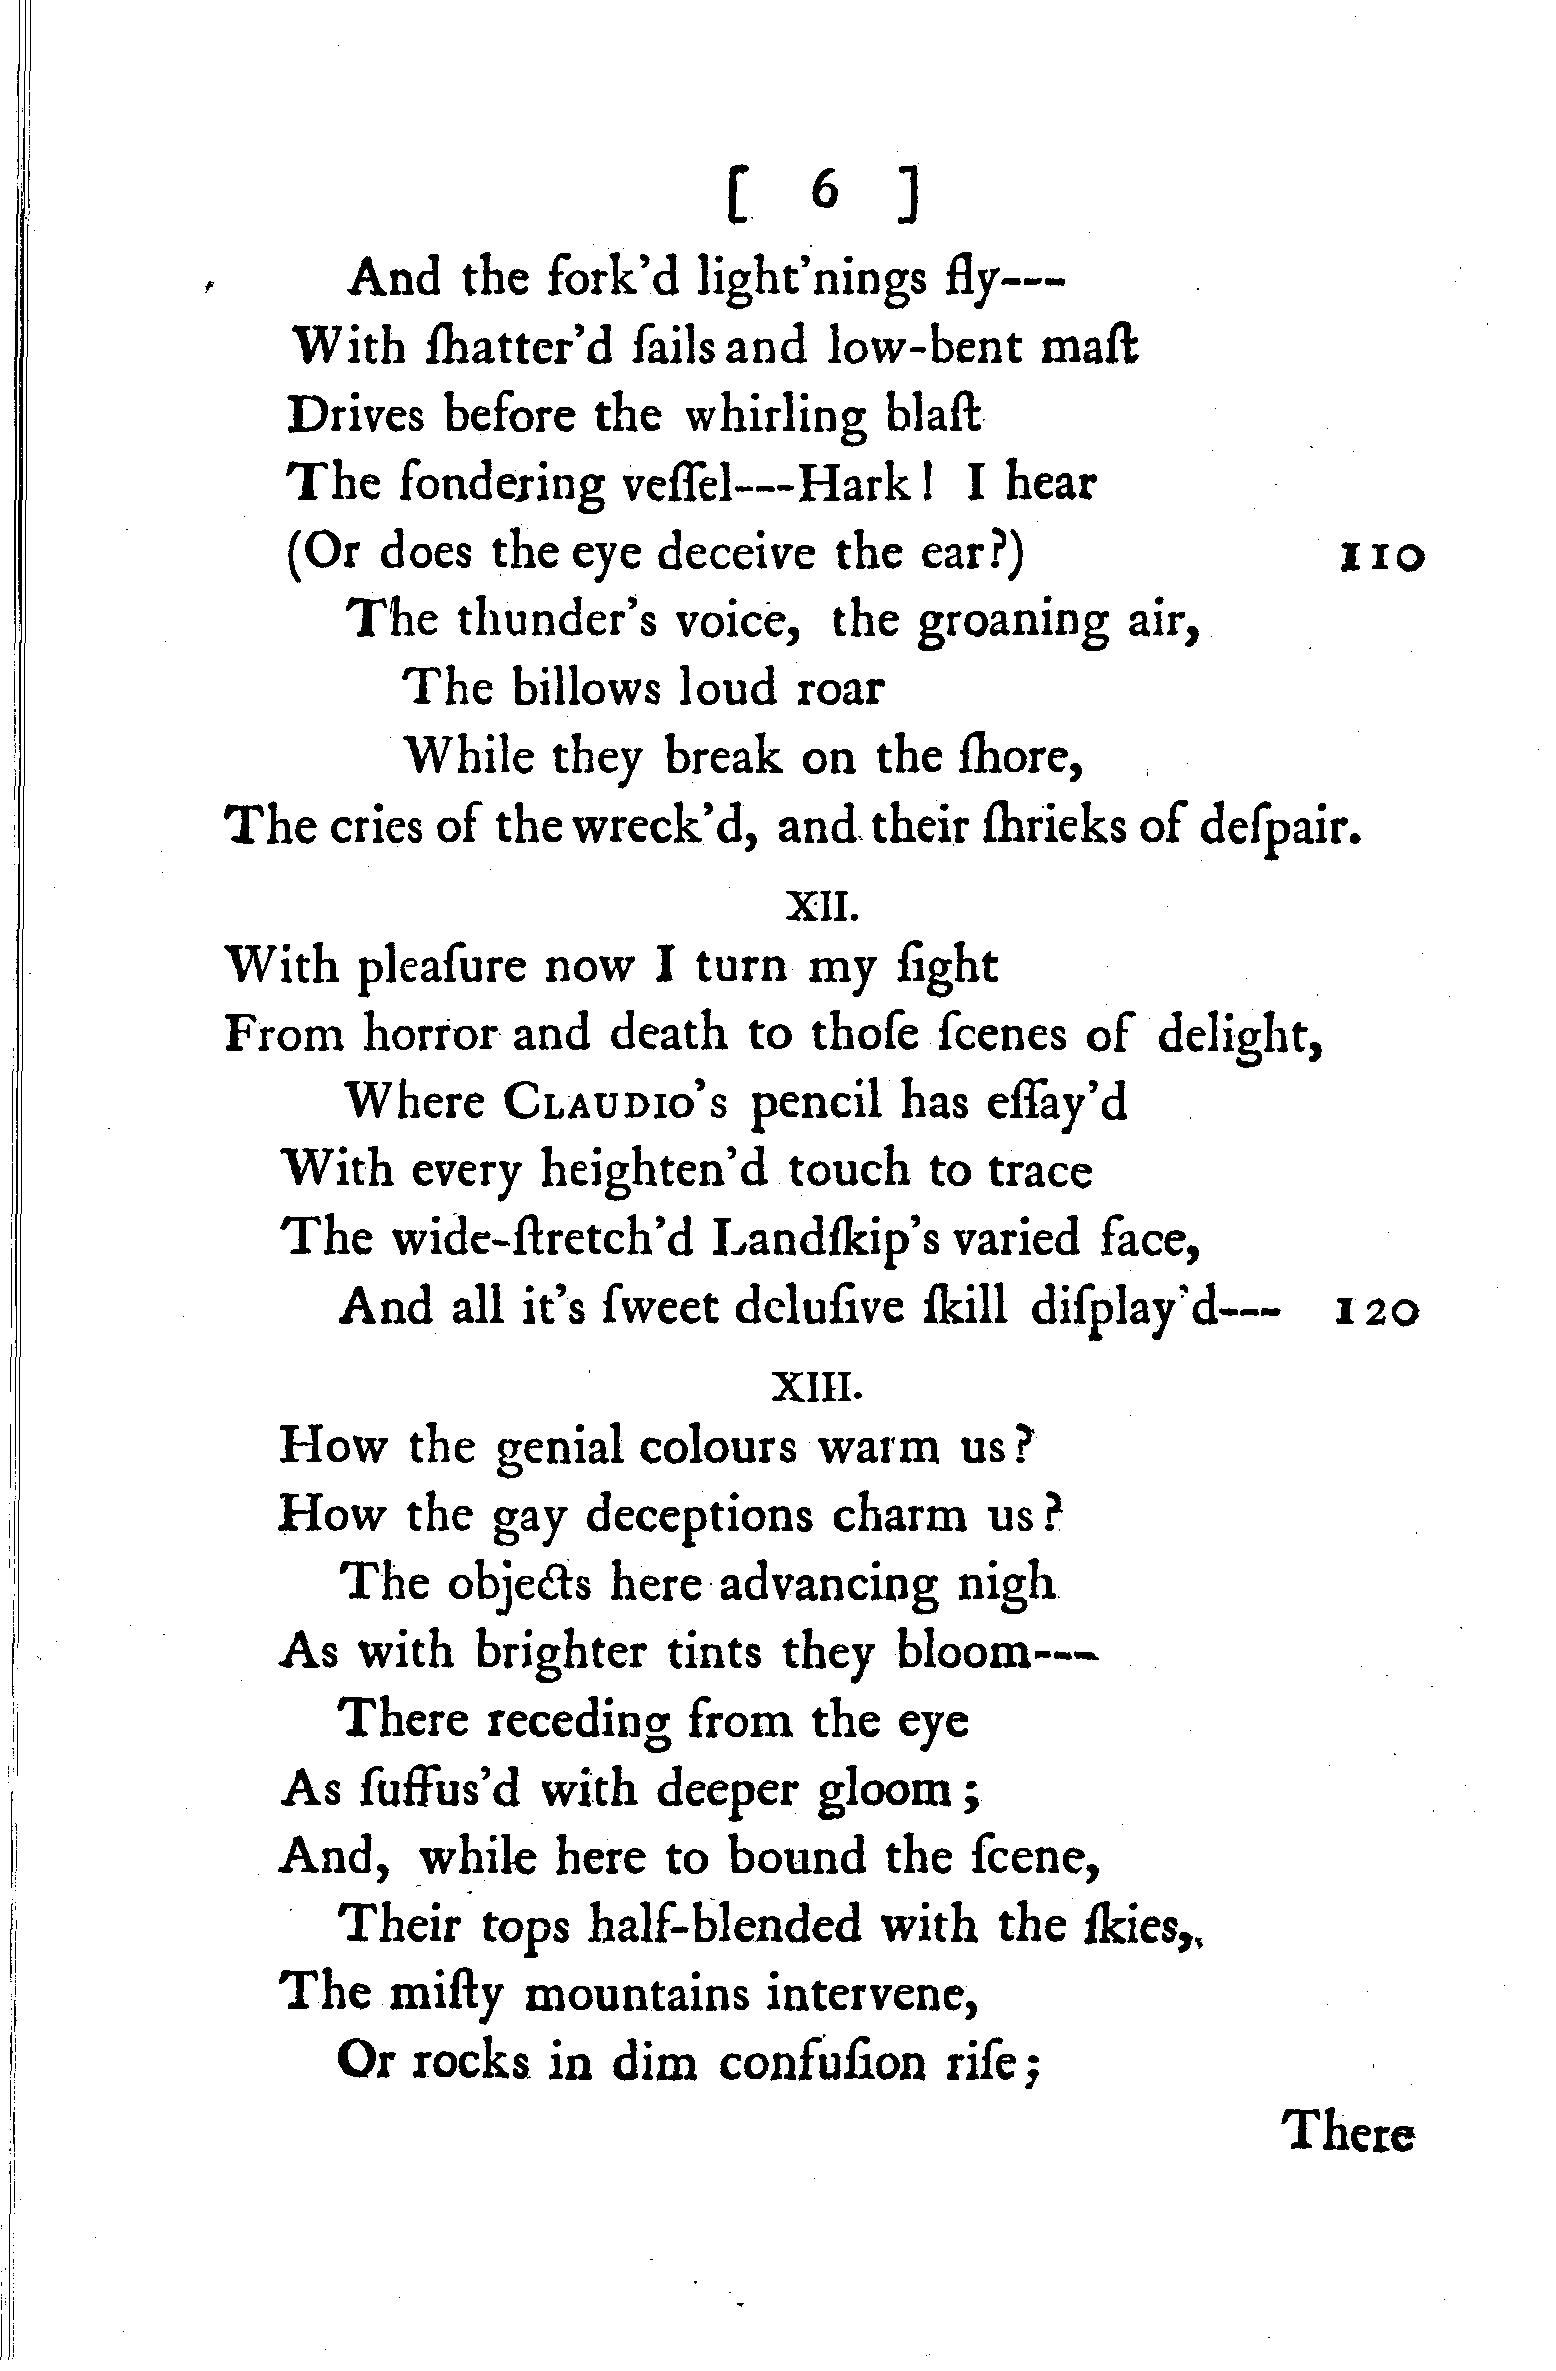 [ 6 ]
And the fork'd light'nings fly---
With ſhatter'd ſails and low-bent maſt
Drives before the whirling blaſt
The fondering veſſel---Hark! I hear
(Or does the eye deceive the ear?) 110
The thunder's voice, the groaning air,
The billows loud roar
While they break on the ſhore,
The cries of the wreck'd, and their ſhrieks of deſpair.
XII.
With pleaſure now I turn my ſight
From horror and death to thoſe ſcenes of delight,
Where CLAUDIO's pencil has eſſay'd
With every heighten'd touch to trace
The wide-ſtretch'd Landſkip's varied face,
And all it's ſweet deluſive ſkill diſplay'd--- 120
XIII.
How the genial colours warm us?
How the gay deceptions charm us?
The objects here advancing nigh
As with brighter tints they bloom---
There receding from the eye
As ſuffus'd with deeper gloom;
And, while here to bound the ſcene,
Their tops half-blended with the ſkies,
The miſty mountains intervene,
Or rocks in dim confuſion riſe;
There